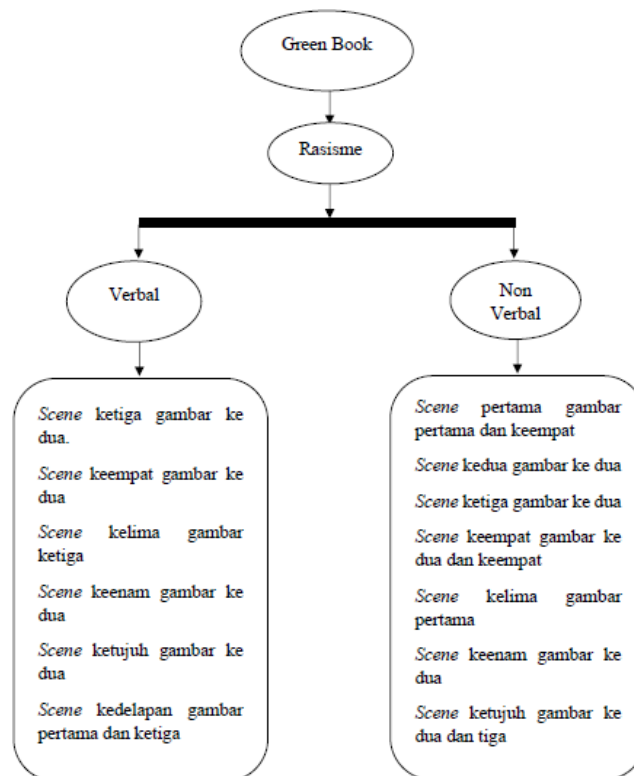 Green Book
Rasisme
Verbal
Non
Verbal
Scene ketiga gambar ke
dua.
Scene keempat gambar ke
dua
Scene kelima gambar
ketiga
Scene keenam gambar ke
dua
Scene ketujuh gambar ke
dua
Scene kedelapan gambar
pertama dan ketiga
Scene pertama gambar
pertama dan keempat
Scene kedua gambar ke dua
Scene ketiga gambar ke dua
Scene keempat gambar ke
dua dan keempat
Scene kelima gambar
pertama
Scene keenam gambar ke
dua
Scene ketujuh gambar ke
dua dan tiga